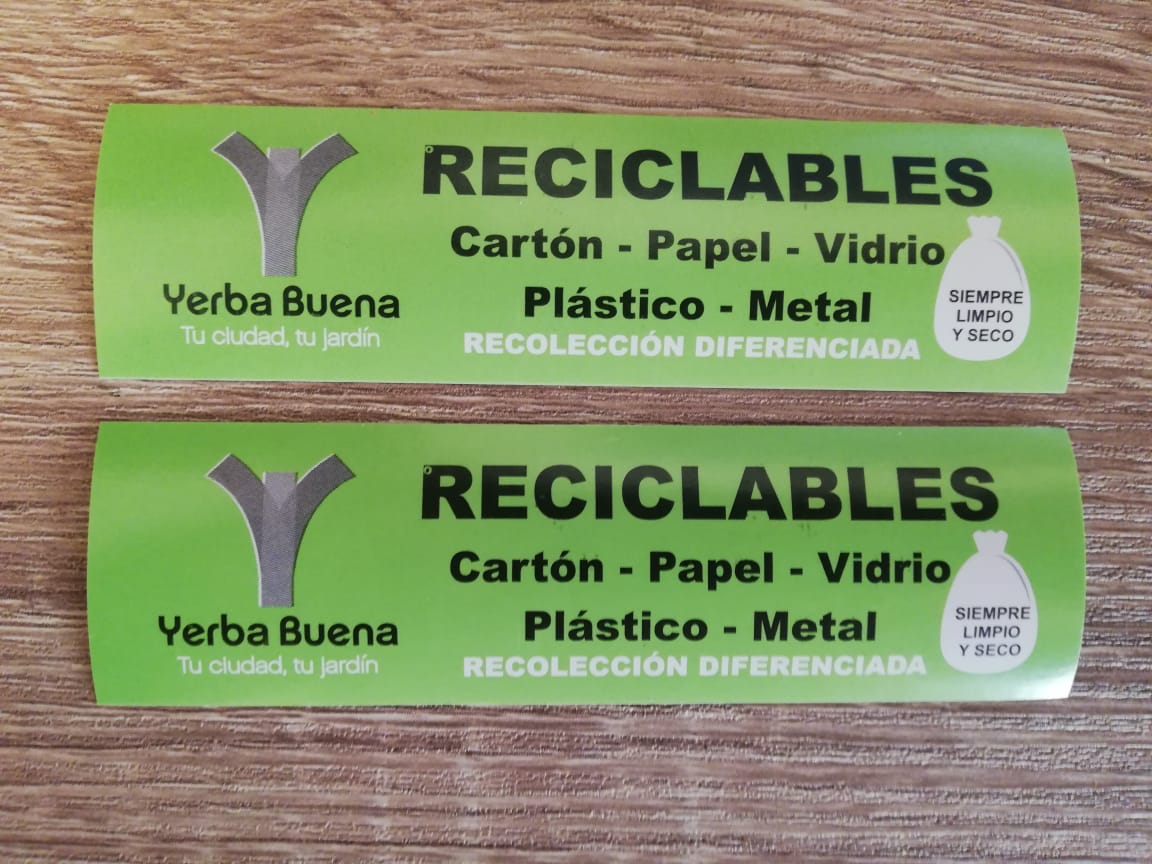 RECICLABLES
Cartón - Papel - Vidrio
Plástico - Metal
RECOLECCIÓN DIFERENCIADA
SIEMPRE
LIMPIO
Y SECO
Yerba Buena
Tu ciudad, tu jardín
RECICLABLES
Cartón - Papel - Vidrio
Plástico - Metal
RECOLECCIÓN DIFERENCIADA
SIEMPRE
LIMPIO
Y SECO
Yerba Buena
Tu ciudad, tu jardín